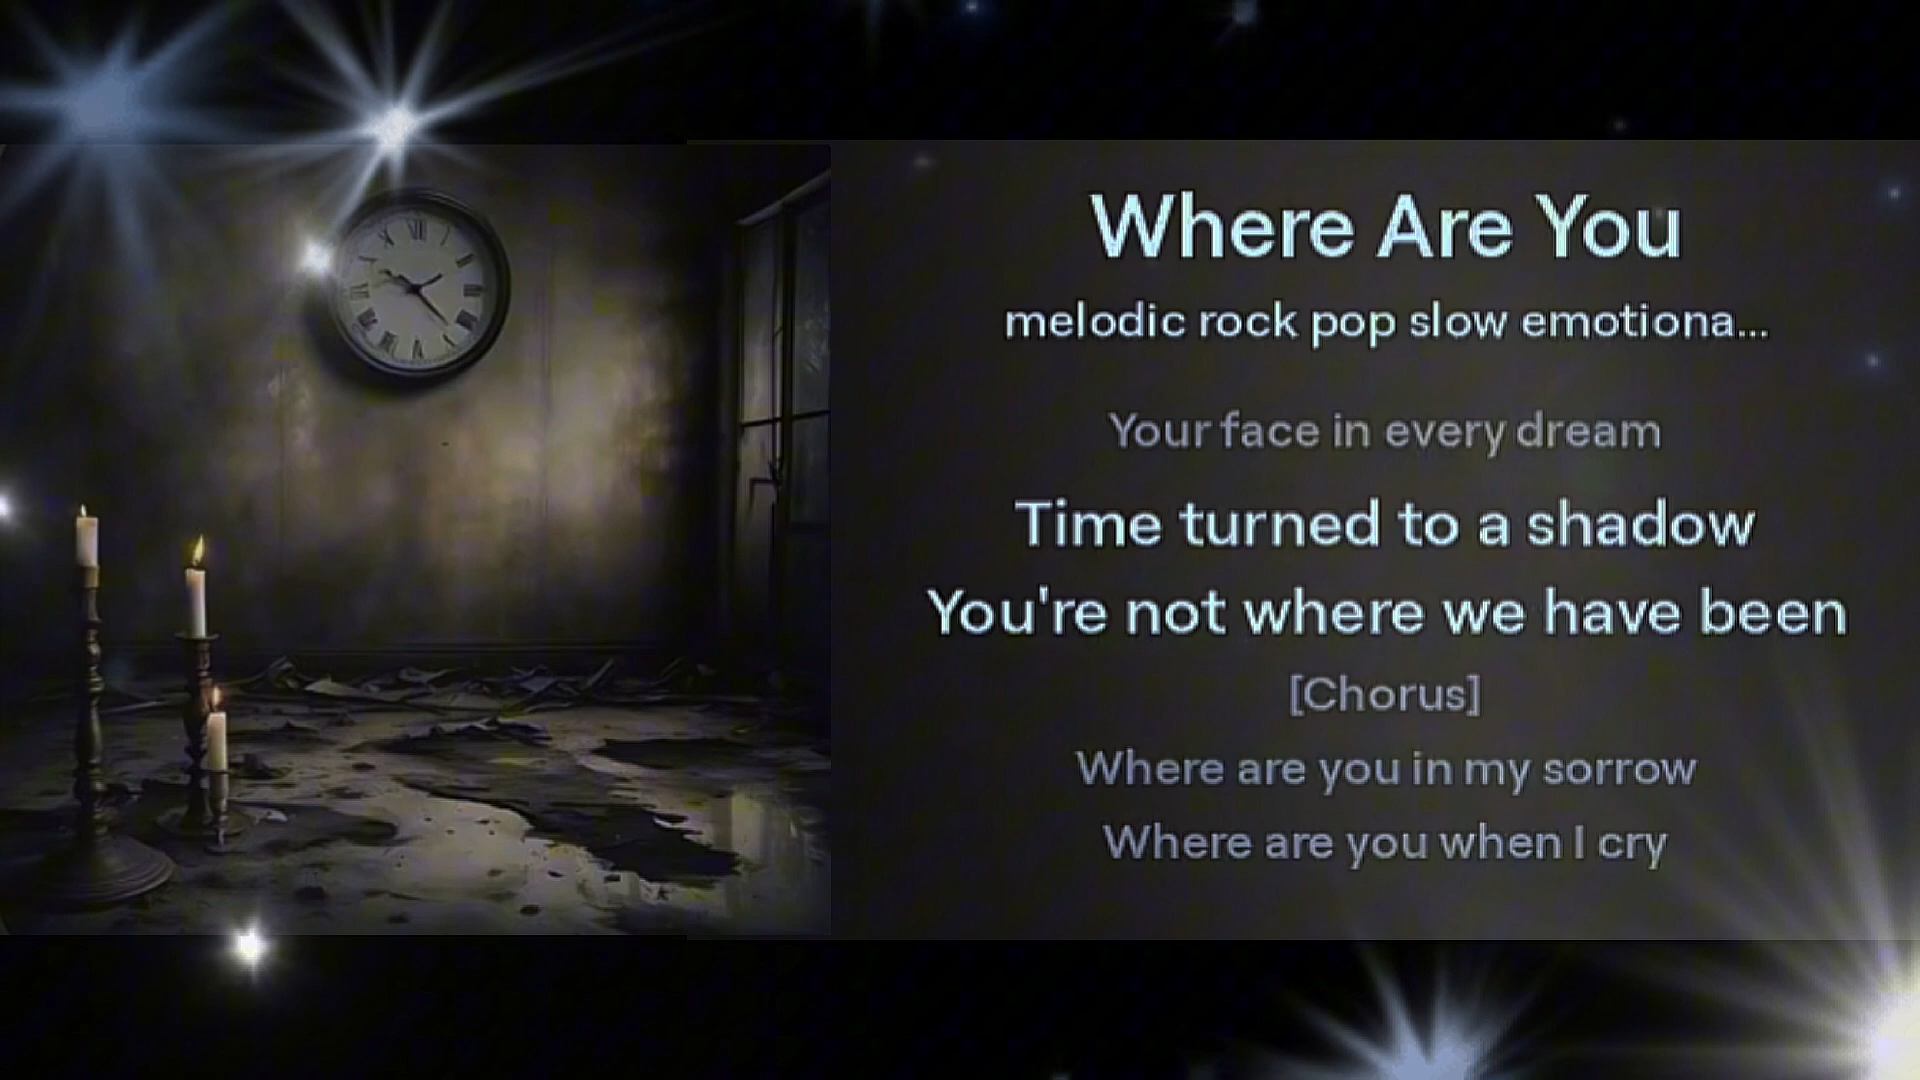 Where Are You
melodic rock pop slow emotiona...
Your face in every dream
Time turned to a shadow
You're not where we have been
[Chorus]
Where are you in my sorrow
Where are you when I cry